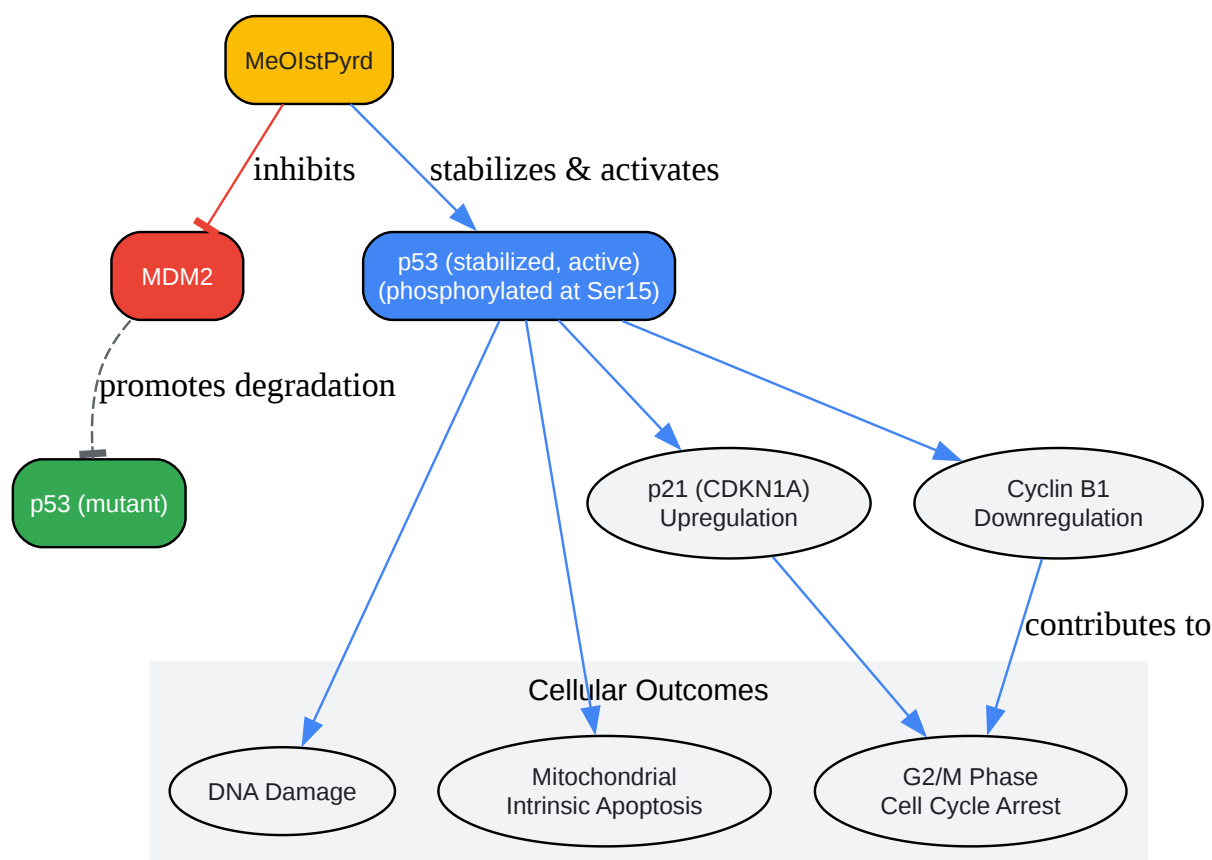 MeOIstPyrd
inhibits
stabilizes & activates
MDM2
p53 (stabilized, active)
(phosphorylated at Ser15)
promotes degradation
p53 (mutant)
p21 (CDKN1A)
Upregulation
Cyclin B1
Downregulation
contributes to
Cellular Outcomes
DNA Damage
Mitochondrial
Intrinsic Apoptosis
G2/M Phase
Cell Cycle Arrest